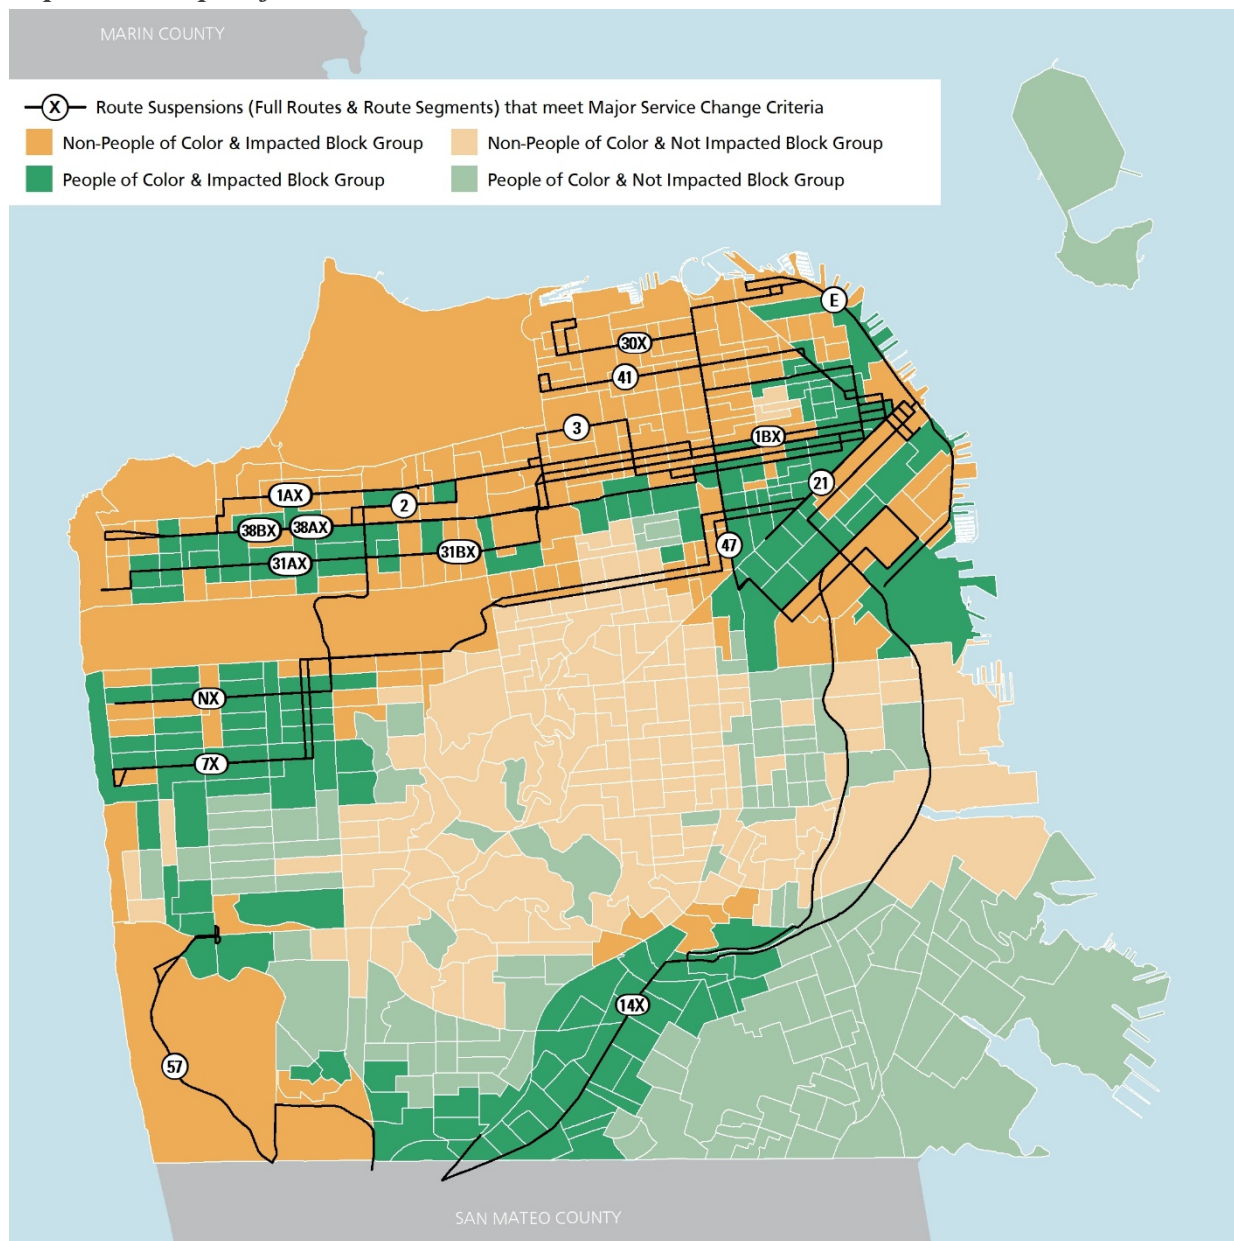 MARIN COUNTY
X Route Suspensions (Full Routes & Route Segments) that meet Major Service Change Criteria
Non-People of Color & Impacted Block Group
Non-People of Color & Not Impacted Block Group
People of Color & Impacted Block Group
People of Color & Not Impacted Block Group
E
30X
41
3
1BX
21
1AX
2
38BX
38AX
31BX
31AX
47
NX
7X
14X
57
SAN MATEO COUNTY